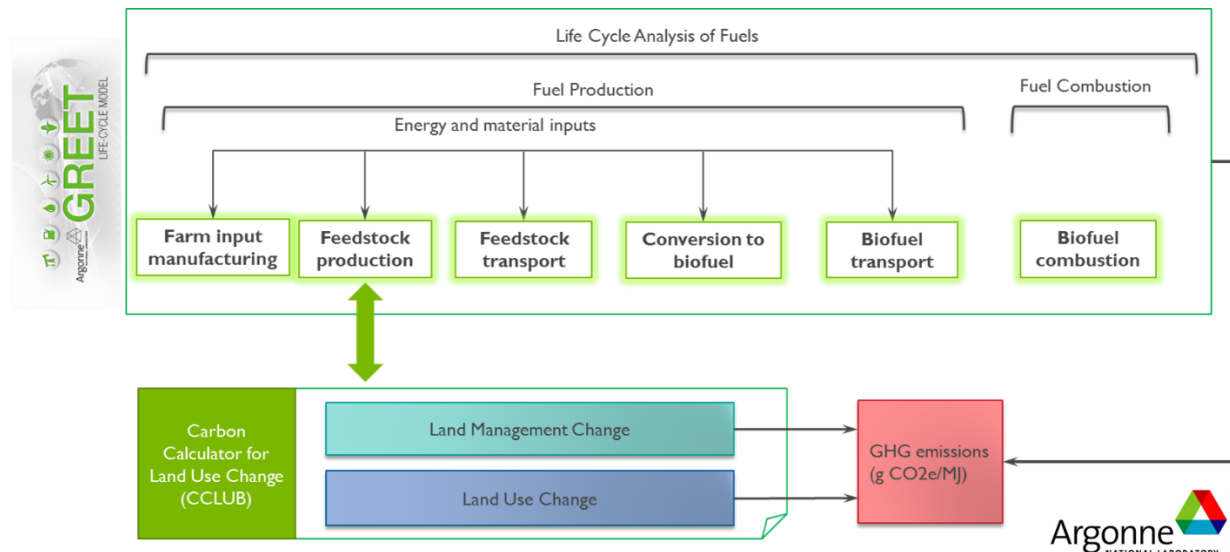 Life Cycle Analysis of Fuels
Fuel Production
Fuel Combustion
Energy and material inputs
Argonne
GREET
LIFE-CYCLE MODEL
Farm input
manufacturing
Feedstock
production
Feedstock
transport
Conversion to
biofuel
Biofuel
transport
Biofuel
combustion
Carbon
Calculator for
Land Use Change
(CCLUB)
Land Management Change
Land Use Change
GHG emissions
(g CO2e/MJ)
Argonne
NATIONAL LABORATORY